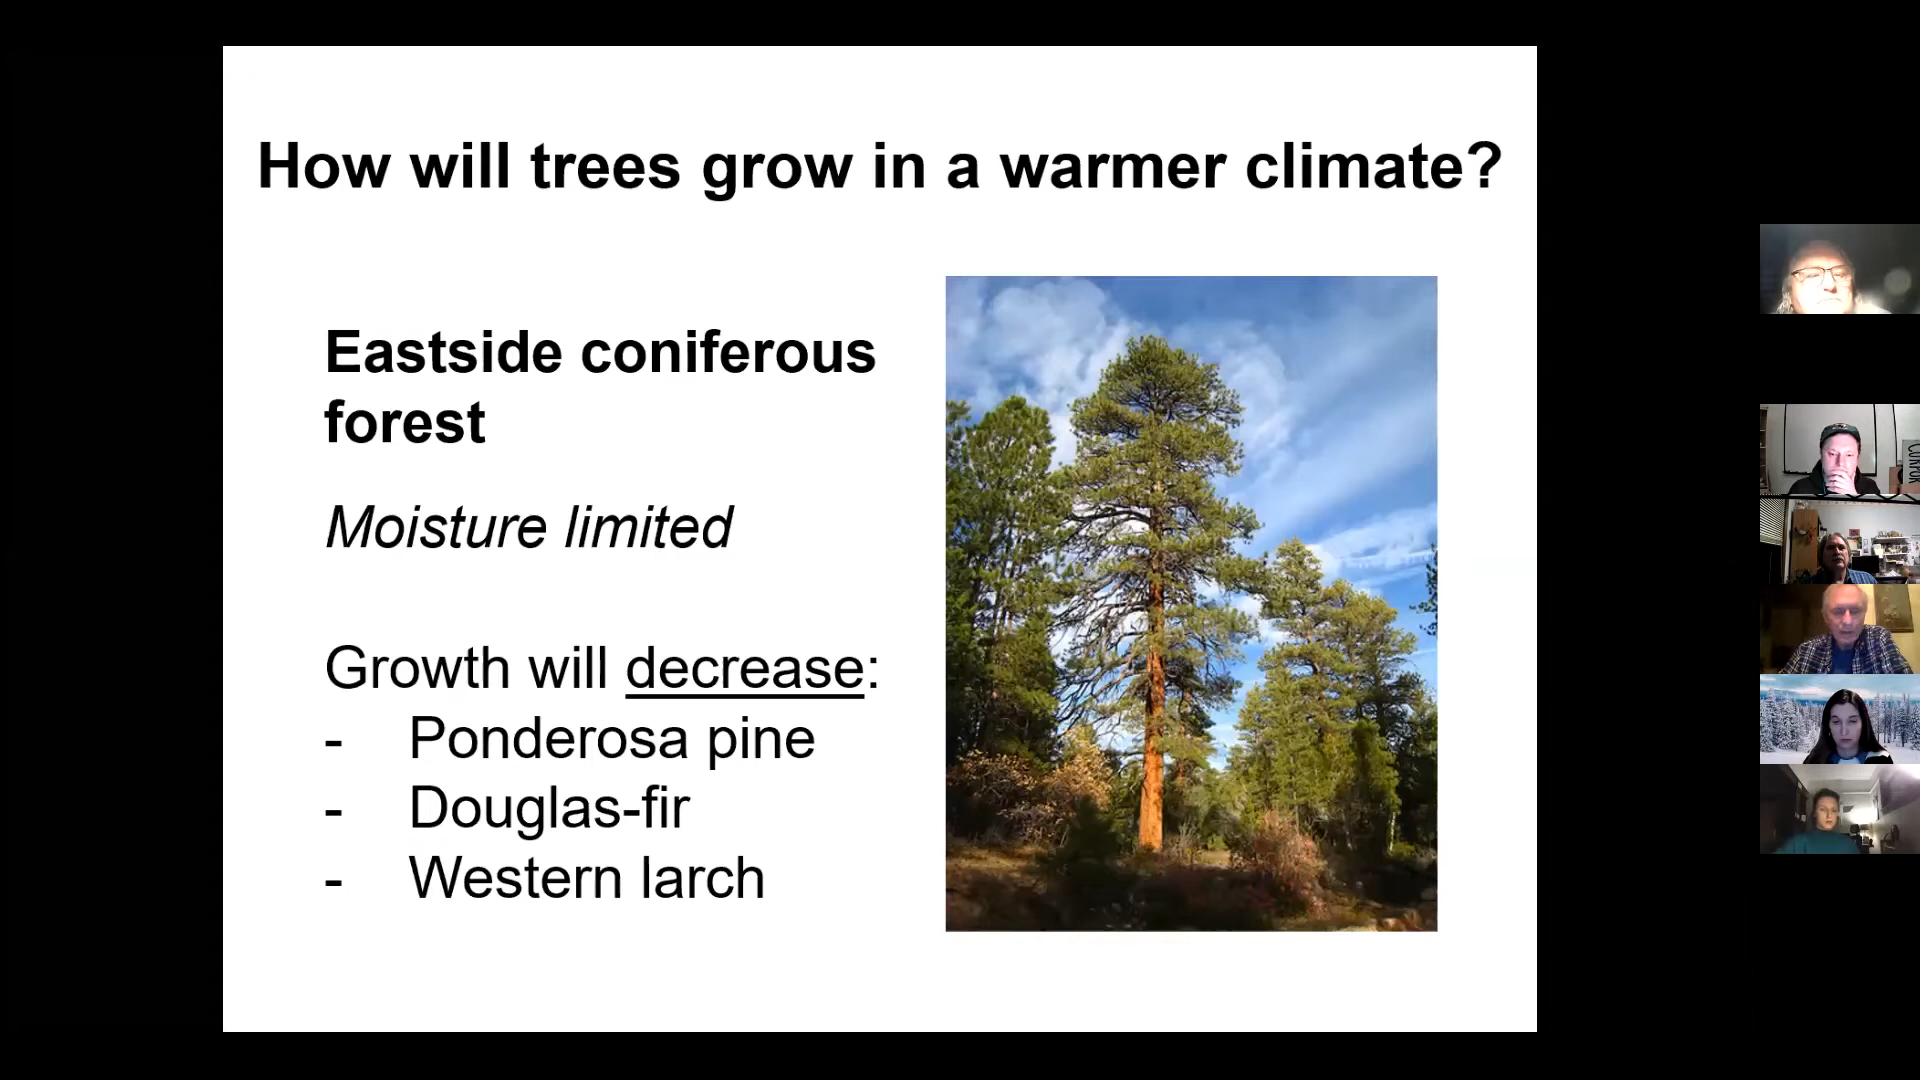 How will trees grow in a warmer climate?
Eastside coniferous
forest
Moisture limited
Growth will decrease:
- Ponderosa pine
- Douglas-fir
- Western larch